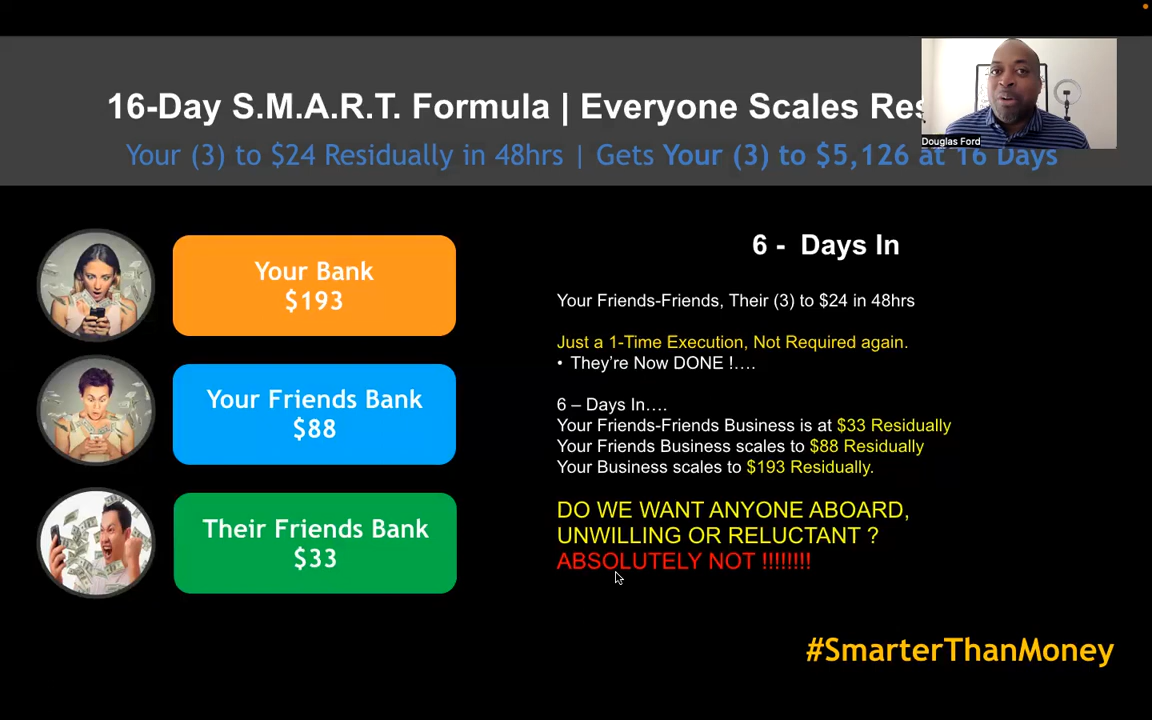 16-Day S.M.A.R.T. Formula | Everyone Scales Res
Your (3) to $24 Residually in 48hrs | Gets Your (3) to $5,126 at 16 Days
Douglas Ford
Your Bank
$193
Your Friends Bank
$88
Their Friends Bank
$33
6 - Days In
Your Friends-Friends, Their (3) to $24 in 48hrs
Just a 1-Time Execution, Not Required again.
• They’re Now DONE !….
6 – Days In….
Your Friends-Friends Business is at $33 Residually
Your Friends Business scales to $88 Residually
Your Business scales to $193 Residually.
DO WE WANT ANYONE ABOARD,
UNWILLING OR RELUCTANT ?
ABSOLUTELY NOT !!!!!!!!
#SmarterThanMoney